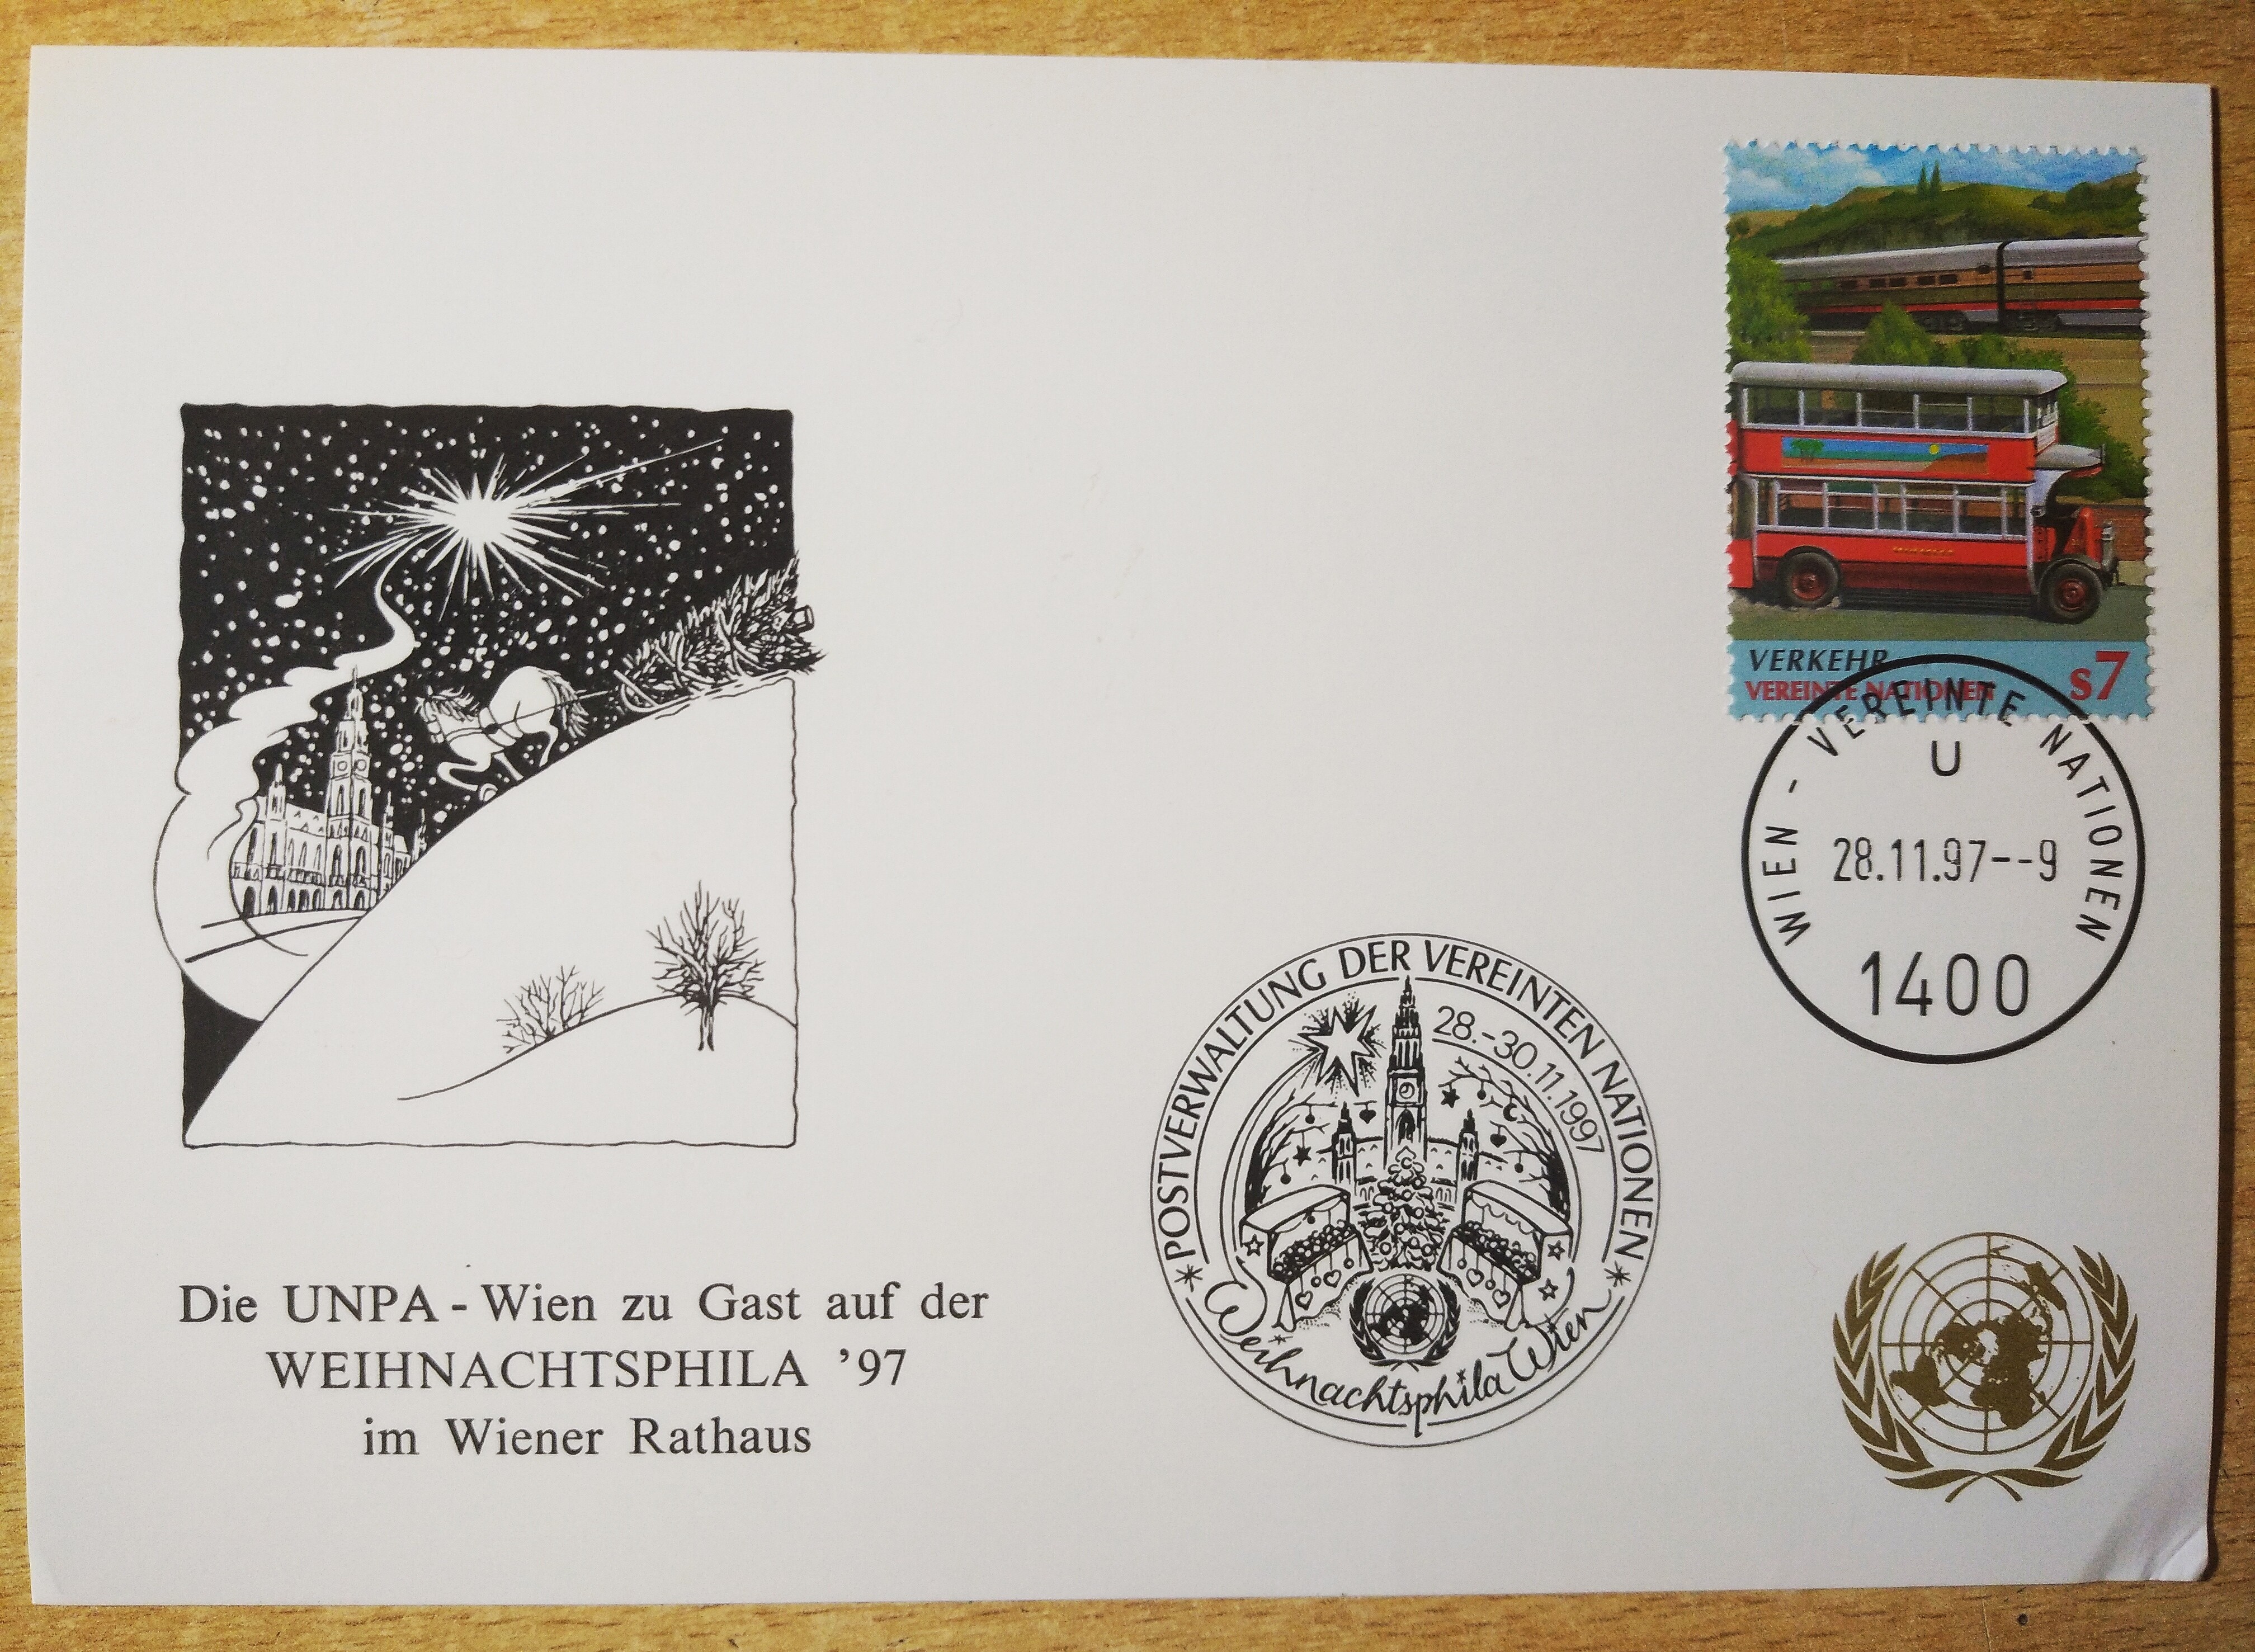 VERKEHR
VEREINTE NATIONEN
s7
WIEN - VEREINTE NATIONEN
U
28.11.97--9
1400
* POSTVERWALTUNG DER VEREINTEN NATIONEN *
28.-30.11.1997
Weihnachtsphila Wien
Die UNPA - Wien zu Gast auf der
WEIHNACHTSPHILA ’97
im Wiener Rathaus